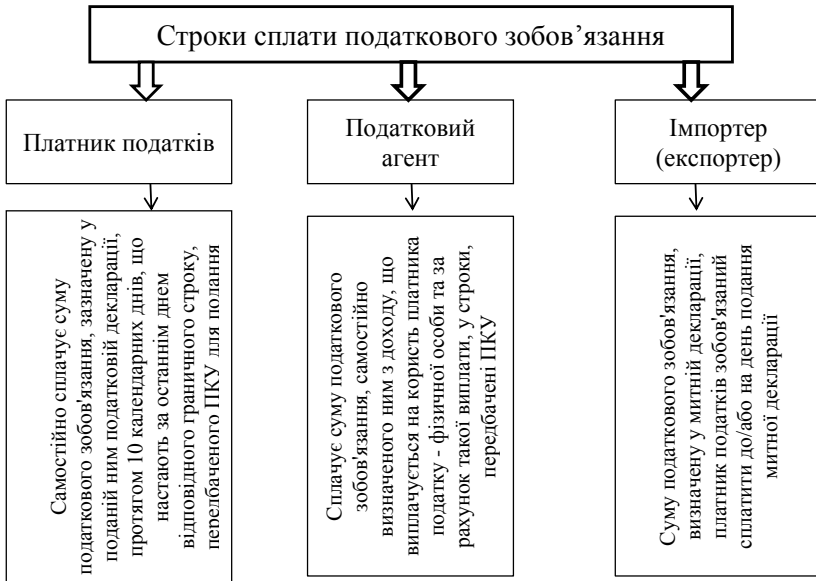 Строки сплати податкового зобов’язання
Платник податків
Податковий
агент
Імпортер
(експортер)
Самостійно сплачує суму
податкового зобов'язання, зазначену у
поданій ним податковій декларації,
протягом 10 календарних днів, що
настають за останнім днем
відповідного граничного строку,
передбаченого ПКУ для подання
Сплачує суму податкового
зобов'язання, самостійно
визначеного ним з доходу, що
виплачується на користь платника
податку - фізичної особи та за
рахунок такої виплати, у строки,
передбачені ПКУ
Суму податкового зобов'язання,
визначену у митній декларації,
платник податків зобов'язаний
сплатити до/або на день подання
митної декларації